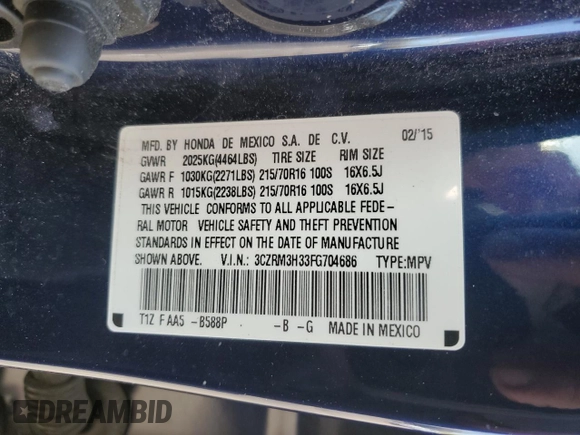 MFD. BY HONDA DE MEXICO S.A. DE C.V. 02/'15
GVWR 2025KG(4464LBS) TIRE SIZE RIM SIZE
GAWR F 1030KG(2271LBS) 215/70R16 100S 16X6.5J
GAWR R 1015KG(2238LBS) 215/70R16 100S 16X6.5J
THIS VEHICLE CONFORMS TO ALL APPLICABLE FEDE-
RAL MOTOR VEHICLE SAFETY AND THEFT PREVENTION
STANDARDS IN EFFECT ON THE DATE OF MANUFACTURE
SHOWN ABOVE. V.I.N.: 3CZRM3H33FG704686 TYPE:MPV
T1Z F AA5 -B588P -B -G MADE IN MEXICO
DREAMBID